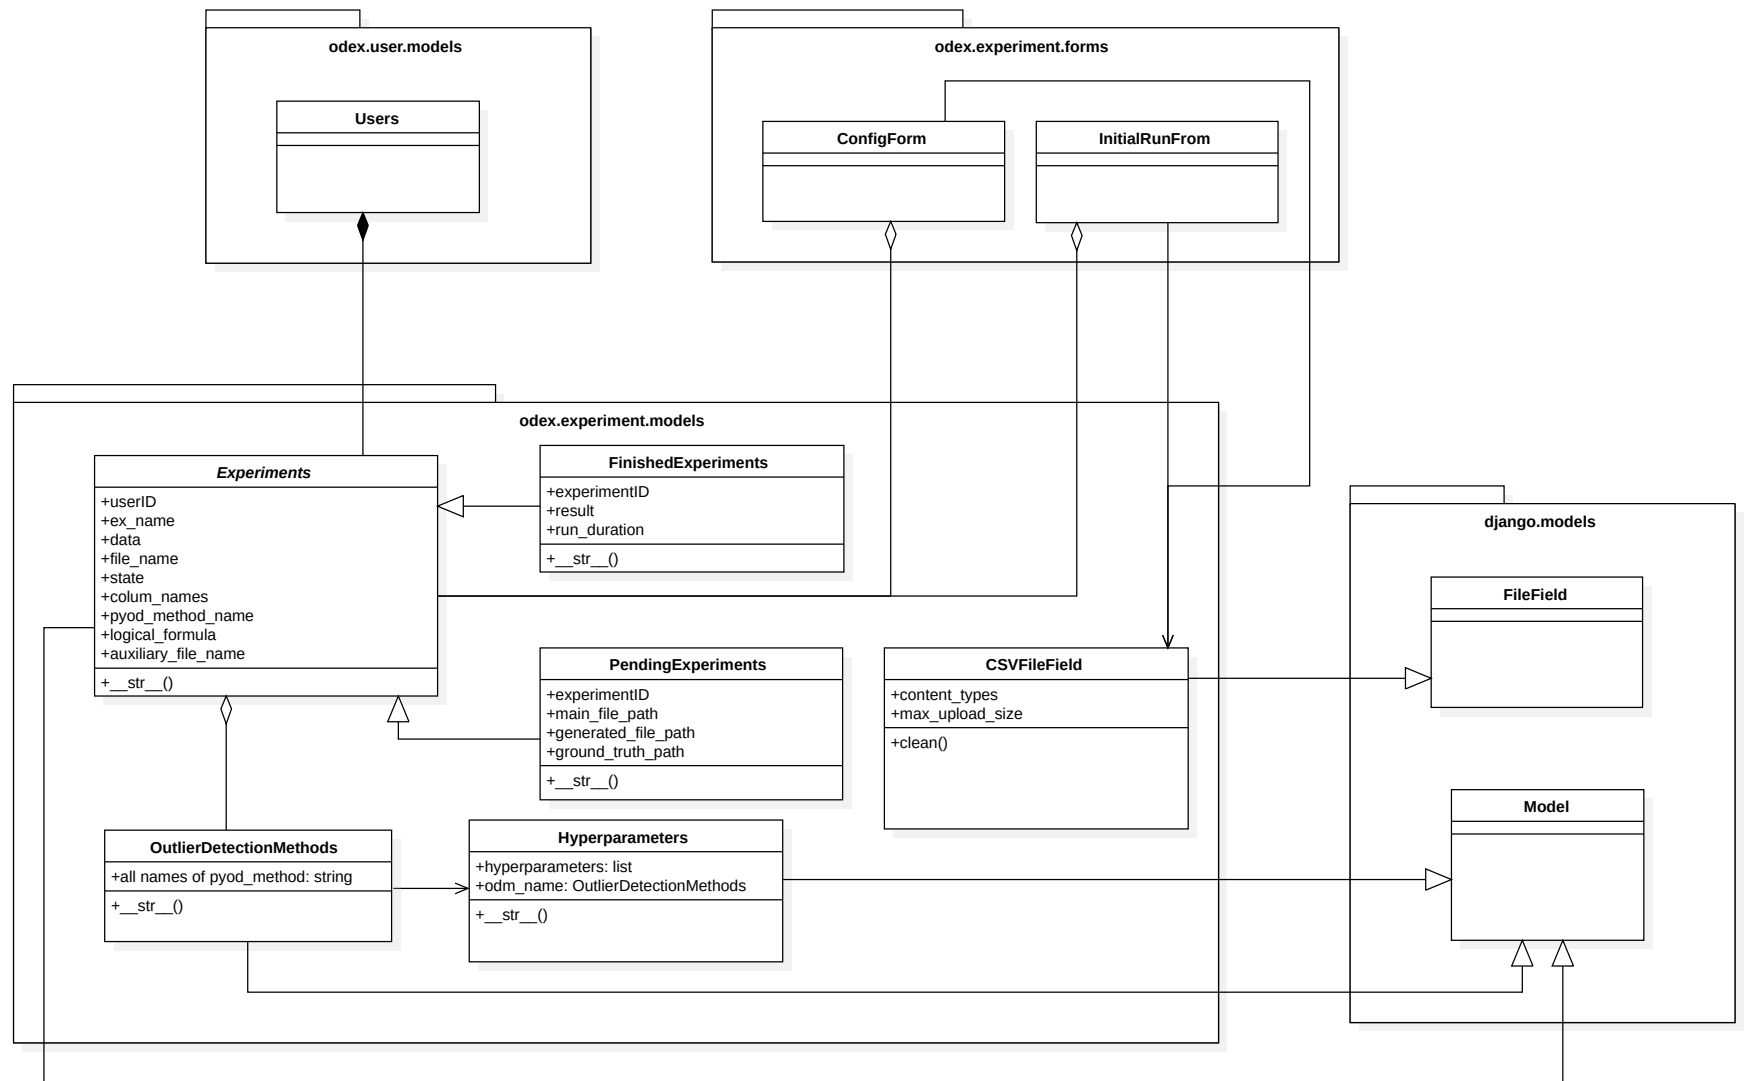 odex.user.models
Users
odex.experiment.forms
ConfigForm
InitialRunFrom
odex.experiment.models
Experiments
+userID
+ex_name
+data
+file_name
+state
+colum_names
+pyod_method_name
+logical_formula
+auxiliary_file_name
+__str__()
FinishedExperiments
+experimentID
+result
+run_duration
+__str__()
PendingExperiments
+experimentID
+main_file_path
+generated_file_path
+ground_truth_path
+__str__()
CSVFileField
+content_types
+max_upload_size
+clean()
OutlierDetectionMethods
+all names of pyod_method: string
+__str__()
Hyperparameters
+hyperparameters: list
+odm_name: OutlierDetectionMethods
+__str__()
django.models
FileField
Model